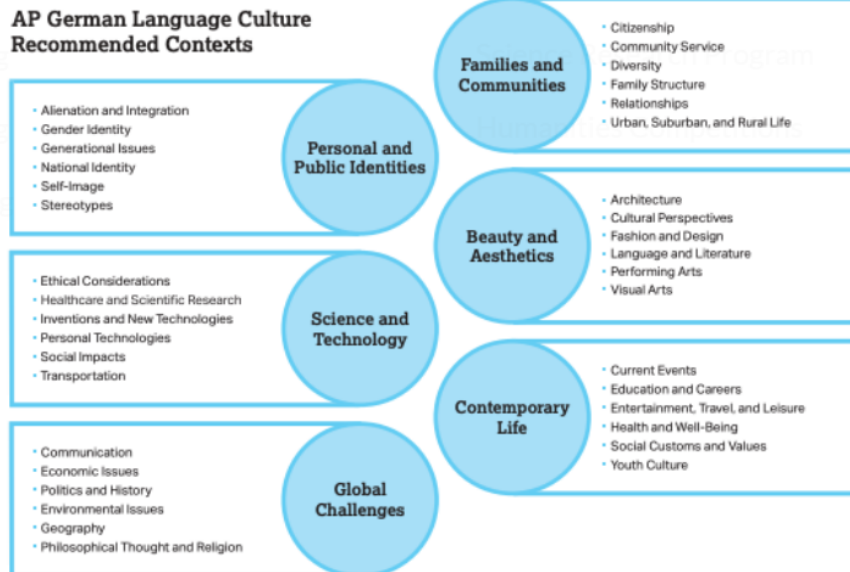 AP German Language Culture
Recommended Contexts
• Alienation and Integration
• Gender Identity
• Generational Issues
• National Identity
• Self-Image
• Stereotypes
Personal and
Public Identities
• Ethical Considerations
• Healthcare and Scientific Research
• Inventions and New Technologies
• Personal Technologies
• Social Impacts
• Transportation
Science and
Technology
• Communication
• Economic Issues
• Politics and History
• Environmental Issues
• Geography
• Philosophical Thought and Religion
Global
Challenges
Families and
Communities
• Citizenship
• Community Service
• Diversity
• Family Structure
• Relationships
• Urban, Suburban, and Rural Life
Beauty and
Aesthetics
• Architecture
• Cultural Perspectives
• Fashion and Design
• Language and Literature
• Performing Arts
• Visual Arts
Contemporary
Life
• Current Events
• Education and Careers
• Entertainment, Travel, and Leisure
• Health and Well-Being
• Social Customs and Values
• Youth Culture